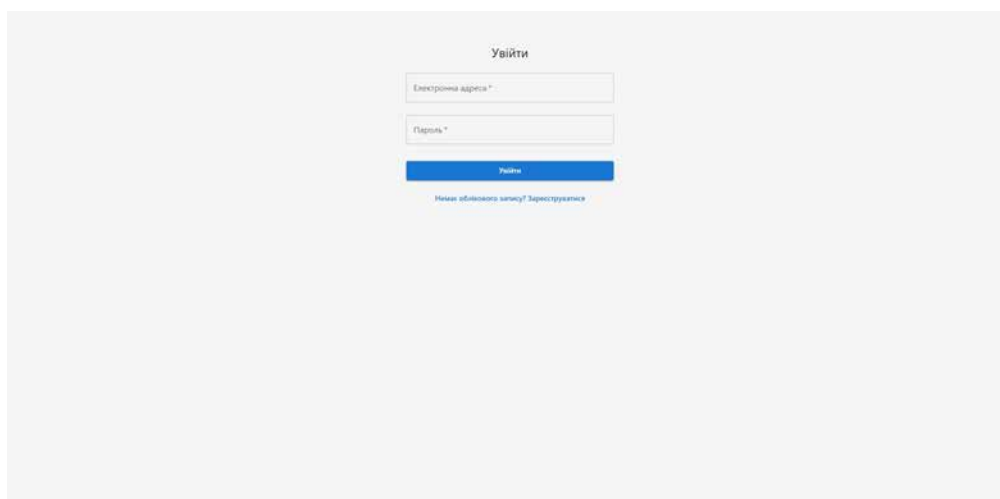 Увійти
Електронна адреса *
Пароль *
Увійти
Немає облікового запису? Зареєструватися